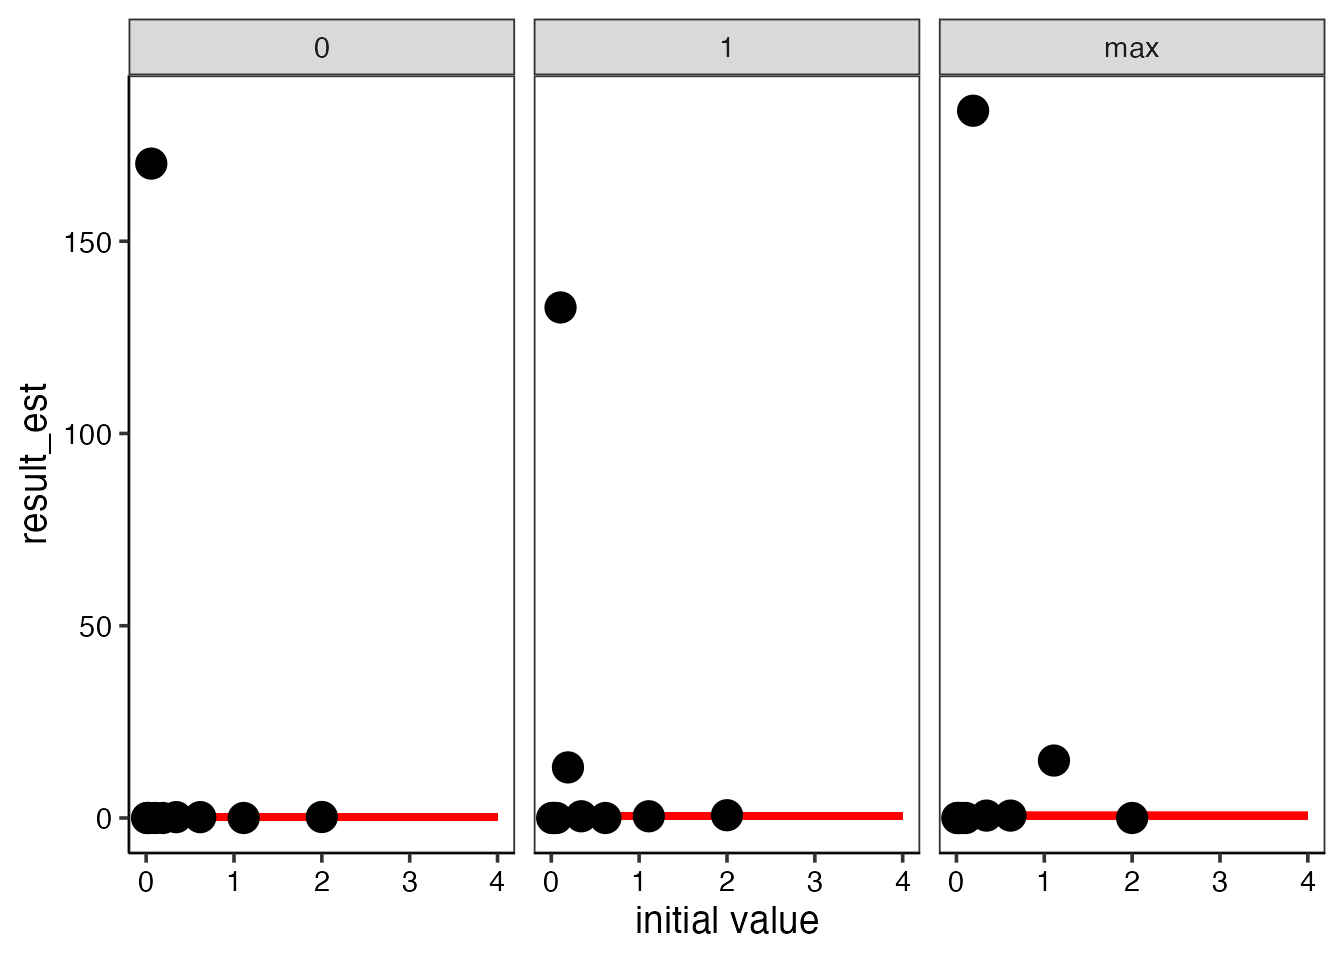 0 1 max
result_est
150
100
50
0
0 1 2 3 4 0 1 2 3 4 0 1 2 3 4
initial value